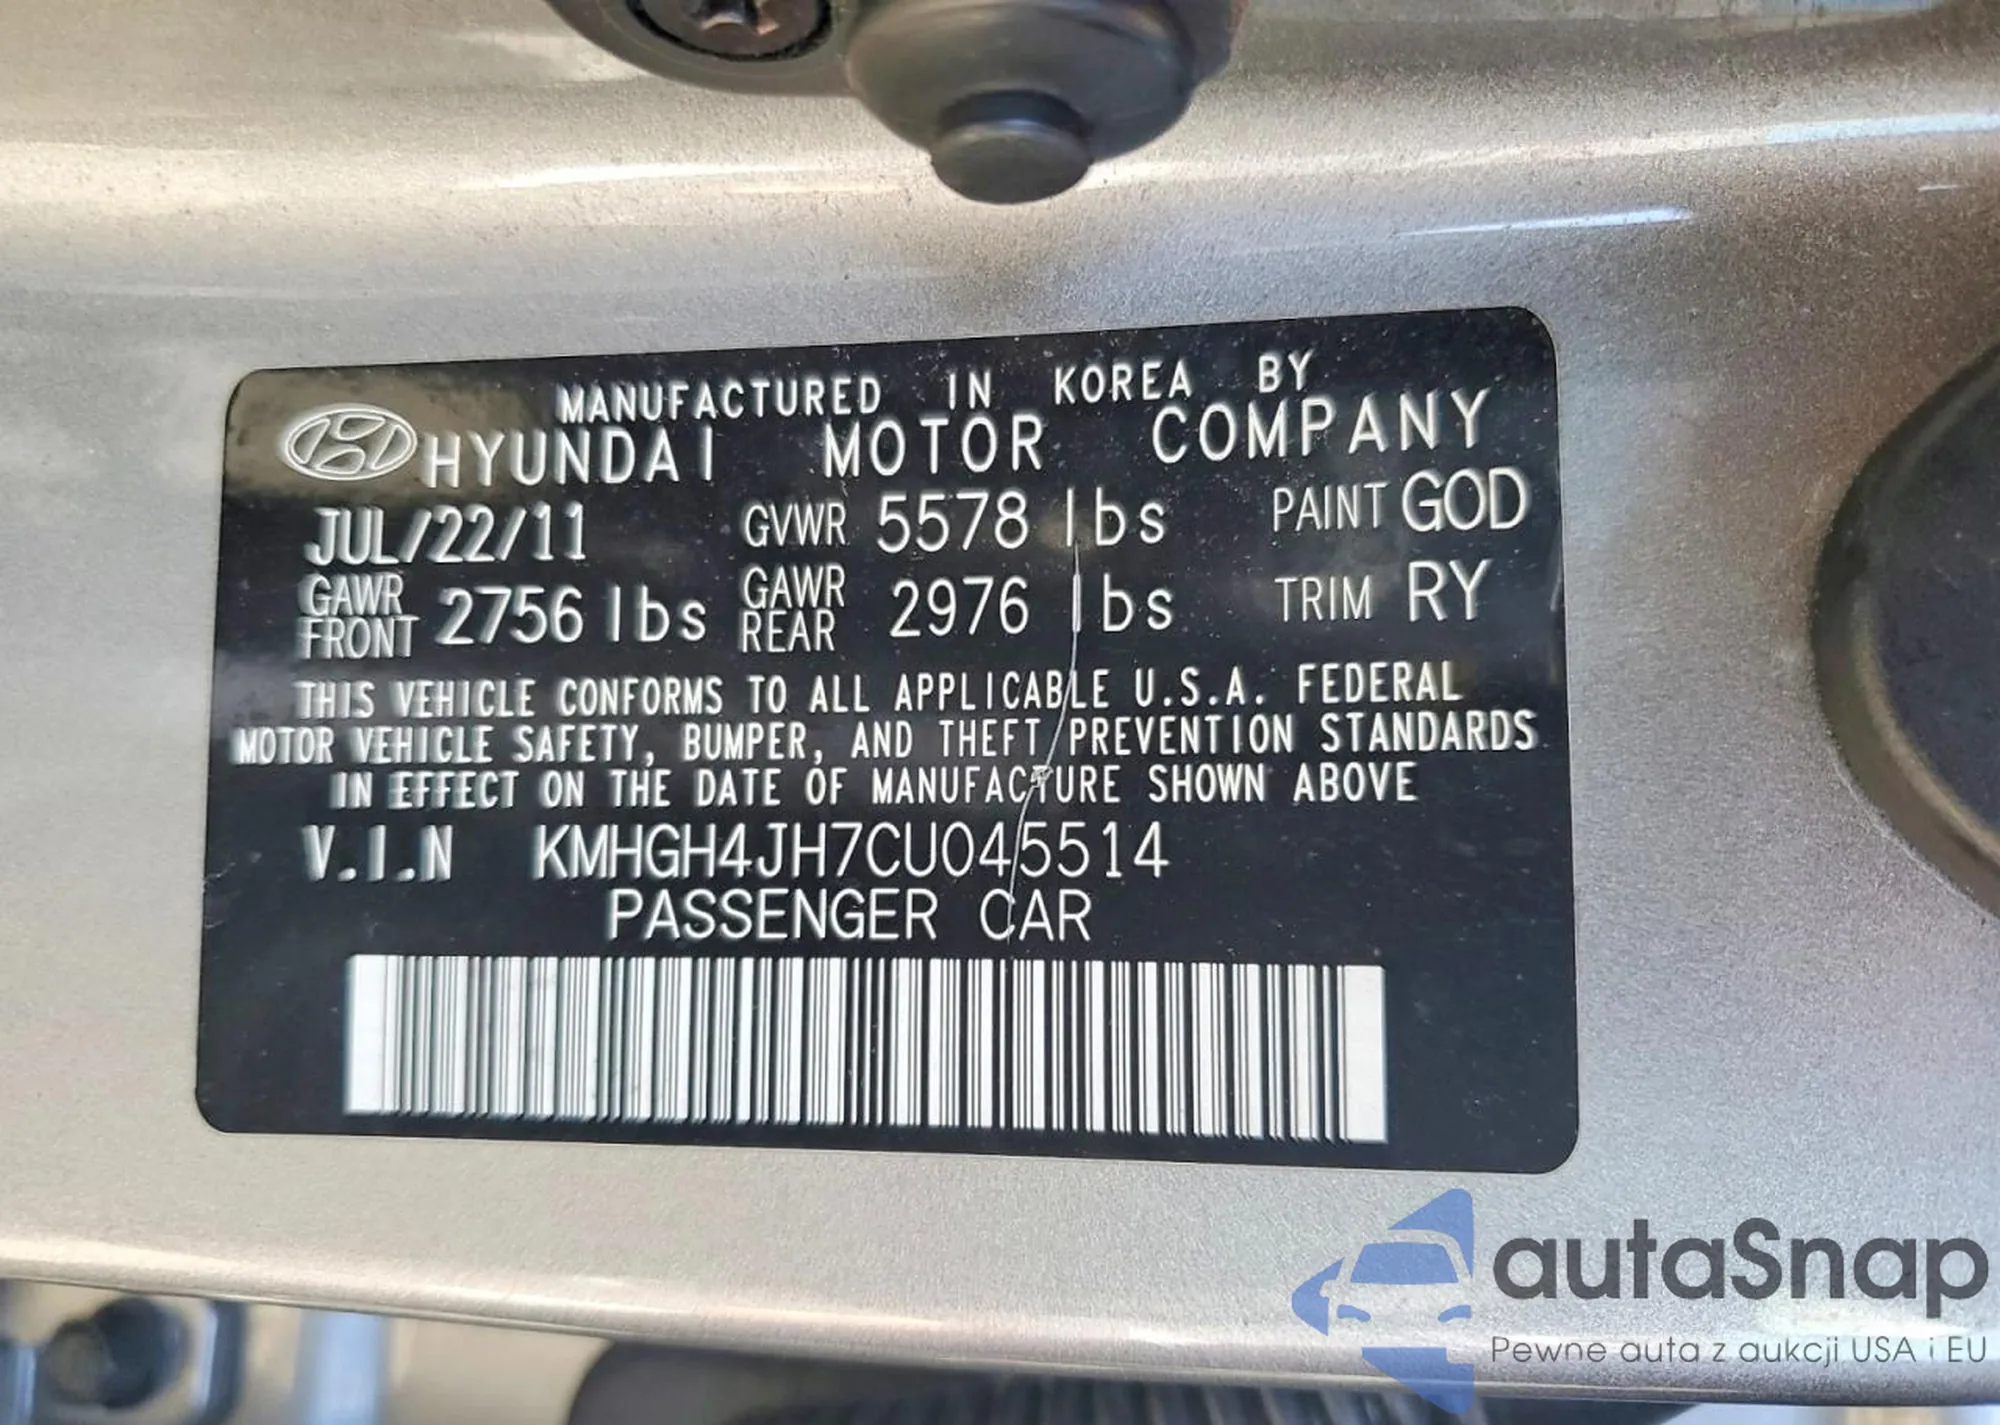 MANUFACTURED IN KOREA BY
HYUNDAI MOTOR COMPANY
JUL/22/11 GVWR 5578 lbs PAINT GOD
GAWR FRONT 2756 lbs GAWR REAR 2976 lbs TRIM RY
THIS VEHICLE CONFORMS TO ALL APPLICABLE U.S.A. FEDERAL
MOTOR VEHICLE SAFETY, BUMPER, AND THEFT PREVENTION STANDARDS
IN EFFECT ON THE DATE OF MANUFACTURE SHOWN ABOVE
V.I.N KMHGH4JH7CU045514
PASSENGER CAR
autaSnap
Pewne auta z aukcji USA i EU